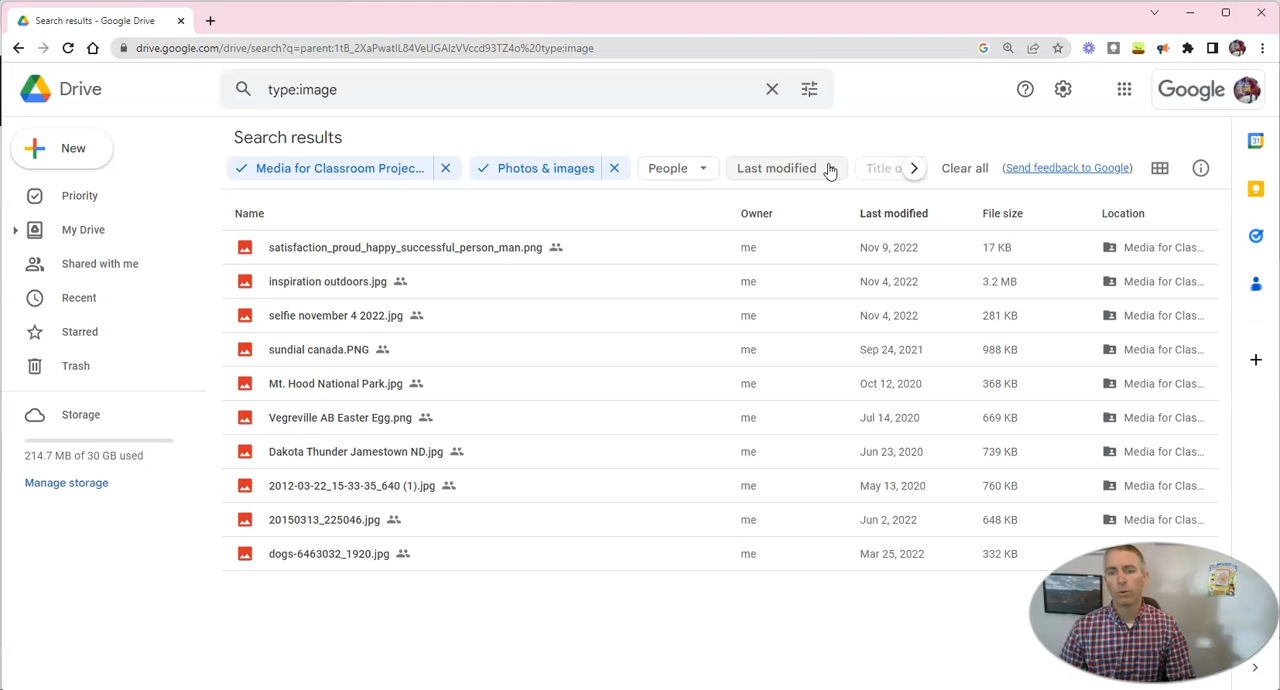 Search results - Google Drive
drive.google.com/drive/search?q=parent:1tB_2XaPwatIL84VeUGAIzVVccd93TZ4o%20type:image
Drive
type:image
Google
New
Search results
Media for Classroom Projec...
Photos & images
People
Last modified
Title o
Clear all
(Send feedback to Google)
Priority
My Drive
Shared with me
Recent
Starred
Trash
Storage
214.7 MB of 30 GB used
Manage storage
Name Owner Last modified File size Location
satisfaction_proud_happy_successful_person_man.png me Nov 9, 2022 17 KB Media for Clas...
inspiration outdoors.jpg me Nov 4, 2022 3.2 MB Media for Clas...
selfie november 4 2022.jpg me Nov 4, 2022 281 KB Media for Clas...
sundial canada.PNG me Sep 24, 2021 988 KB Media for Clas...
Mt. Hood National Park.jpg me Oct 12, 2020 368 KB Media for Clas...
Vegreville AB Easter Egg.png me Jul 14, 2020 669 KB Media for Clas...
Dakota Thunder Jamestown ND.jpg me Jun 23, 2020 739 KB Media for Clas...
2012-03-22_15-33-35_640 (1).jpg me May 13, 2020 760 KB Media for Clas...
20150313_225046.jpg me Jun 2, 2022 648 KB Media for Clas...
dogs-6463032_1920.jpg me Mar 25, 2022 332 KB